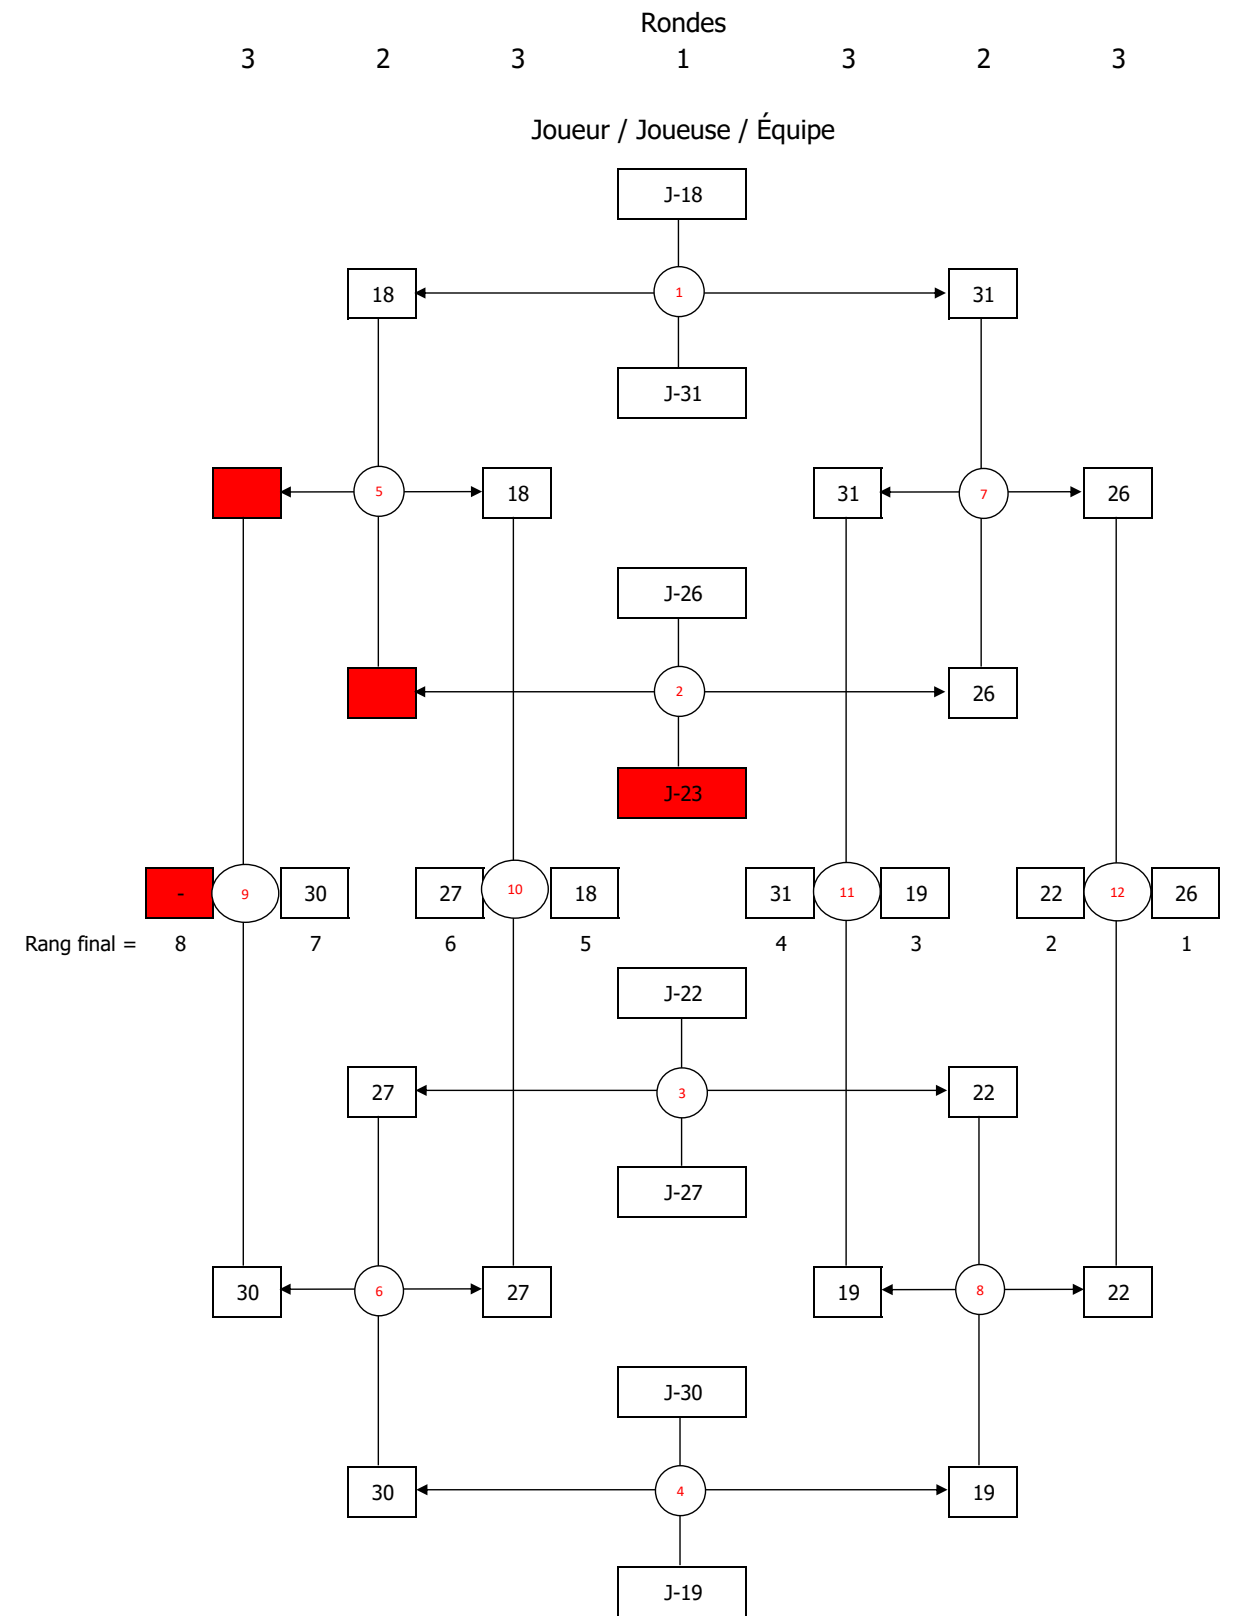 Rondes
3 2 3 1 3 2 3
Joueur / Joueuse / Équipe
J-18
18 1 31
J-31
5 18 31 7 26
J-26
2 26
J-23
- 9 30 27 10 18 31 11 19 22 12 26
Rang final = 8 7 6 5 4 3 2 1
J-22
27 3 22
J-27
30 6 27 19 8 22
J-30
30 4 19
J-19